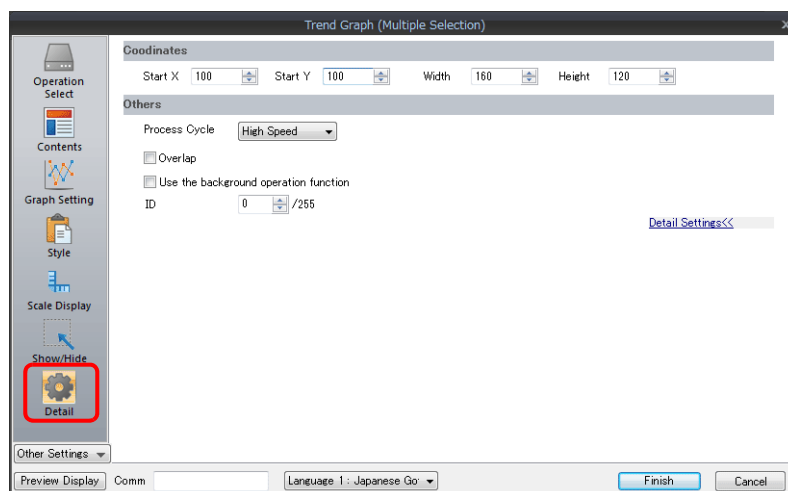 Trend Graph (Multiple Selection)
Coodinates
Start X 100 Start Y 100 Width 160 Height 120
Others
Process Cycle High Speed
Overlap
Use the background operation function
ID 0 /255
Detail Settings<<
Operation
Select
Contents
Graph Setting
Style
Scale Display
Show/Hide
Detail
Other Settings
Preview Display Comm Language 1 : Japanese Go Finish Cancel